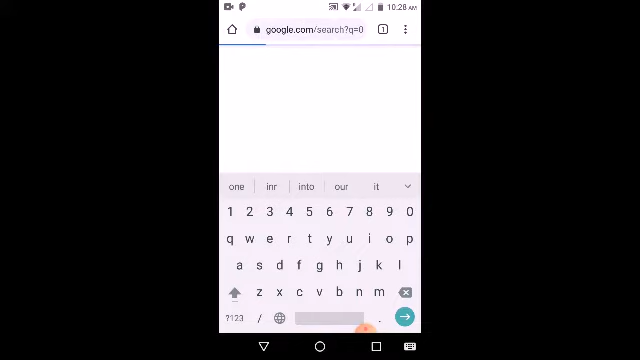 10.28 AM
google.com/search?q=0
1
one inr into our it
1 2 3 4 5 6 7 8 9 0
q w e r t y u i o p
a s d f g h j k l
z x c v b n m
?123 / .